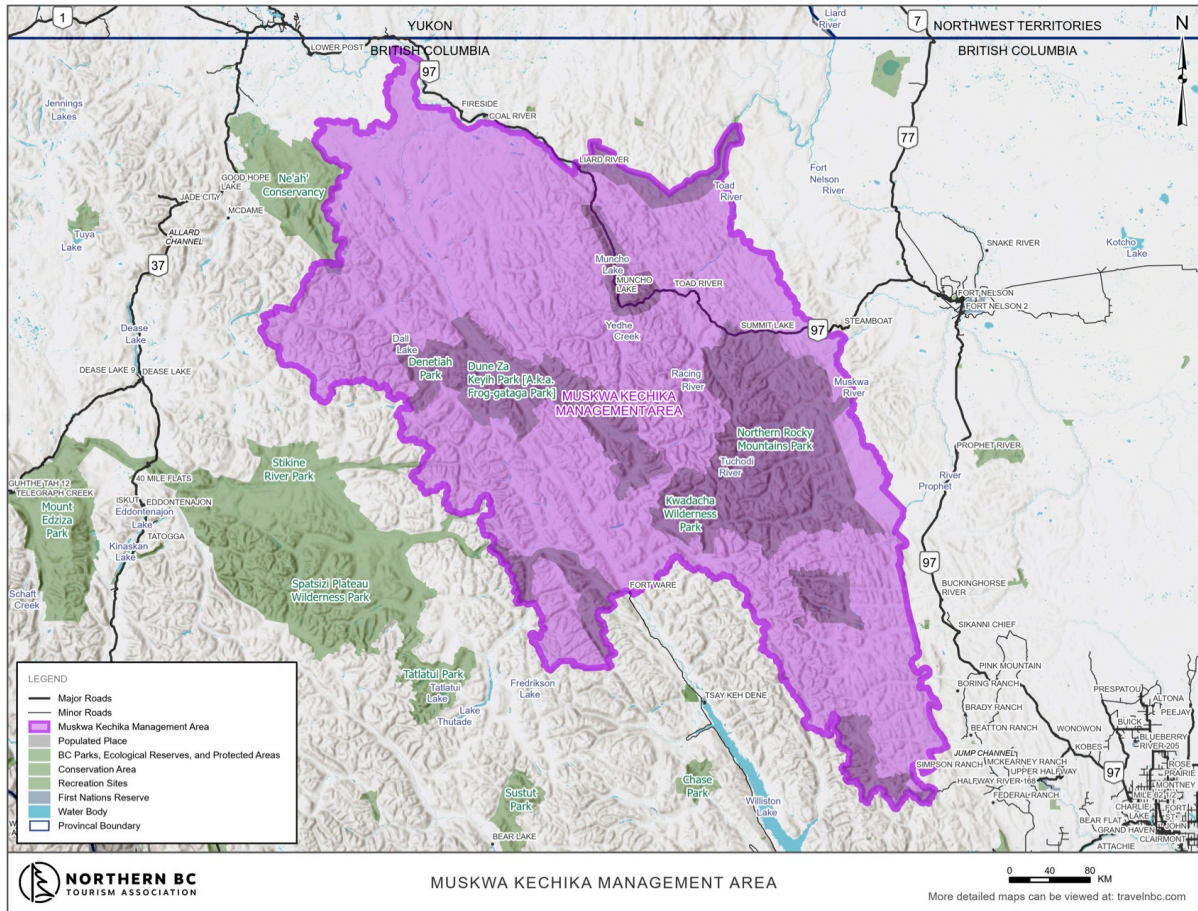 1
YUKON
Liard
River
7
NORTHWEST TERRITORIES
N
LOWER POST
BRITISH COLUMBIA
BRITISH COLUMBIA
97
Jennings
Lakes
FIRESIDE
COAL RIVER
77
LIARD RIVER
Fort
Nelson
River
GOOD HOPE
LAKE
Ne'ah'
Conservancy
Toad
River
JADE CITY
MCDAME
Tuya
Lake
ALLARD
CHANNEL
SNAKE RIVER
Kotcho
Lake
37
Muncho
Lake
MUNCHO
LAKE
TOAD RIVER
FORT NELSON
FORT NELSON 2
Dease
Lake
Yedhe
Creek
SUMMIT LAKE
97
STEAMBOAT
Dall
Lake
Denetiah
Park
Dune Za
Keyih Park [A.k.a.
Frog-gataga Park]
DEASE LAKE 9
DEASE LAKE
Racing
River
Muskwa
River
MUSKWA KECHIKA
MANAGEMENT AREA
Northern Rocky
Mountains Park
PROPHET RIVER
Stikine
River Park
Tuchodi
River
River
Prophet
GUHTHE TAH 12
TELEGRAPH CREEK
40 MILE FLATS
Mount
Edziza
Park
ISKUT
EDDONTENAJON
Eddontenajon
Lake
TATOGGA
Kinaskan
Lake
Kwadacha
Wilderness
Park
97
Schaft
Creek
Spatsizi Plateau
Wilderness Park
FORT WARE
BUCKINGHORSE
RIVER
SIKANNI CHIEF
Tatlatui Park
Tatlatui
Lake
Lake
Thutade
Fredrikson
Lake
TSAY KEH DENE
PINK MOUNTAIN
BORING RANCH
BRADY RANCH
BEATTON RANCH
PRESPATOU
ALTONA
BUICK
PEEJAY
WONOWON
KOBES
BLUEBERRY
RIVER 205
JUMP CHANNEL
SIMPSON RANCH
MCKEARNEY RANCH
UPPER HALFWAY
HALFWAY RIVER 168
FEDERAL RANCH
97
ROSE
PRAIRIE
MONTNEY
MILE 62 1/2
CHARLIE
LAKE
FORT
ST
JOHN
BEAR FLAT
GRAND HAVEN
CLAIRMONT
ATTACHIE
Sustut
Park
Chase
Park
Williston
Lake
BEAR LAKE
LEGEND
Major Roads
Minor Roads
Muskwa Kechika Management Area
Populated Place
BC Parks, Ecological Reserves, and Protected Areas
Conservation Area
Recreation Sites
First Nations Reserve
Water Body
Provincal Boundary
NORTHERN BC
TOURISM ASSOCIATION
MUSKWA KECHIKA MANAGEMENT AREA
0 40 80
KM
More detailed maps can be viewed at: travelnbc.com